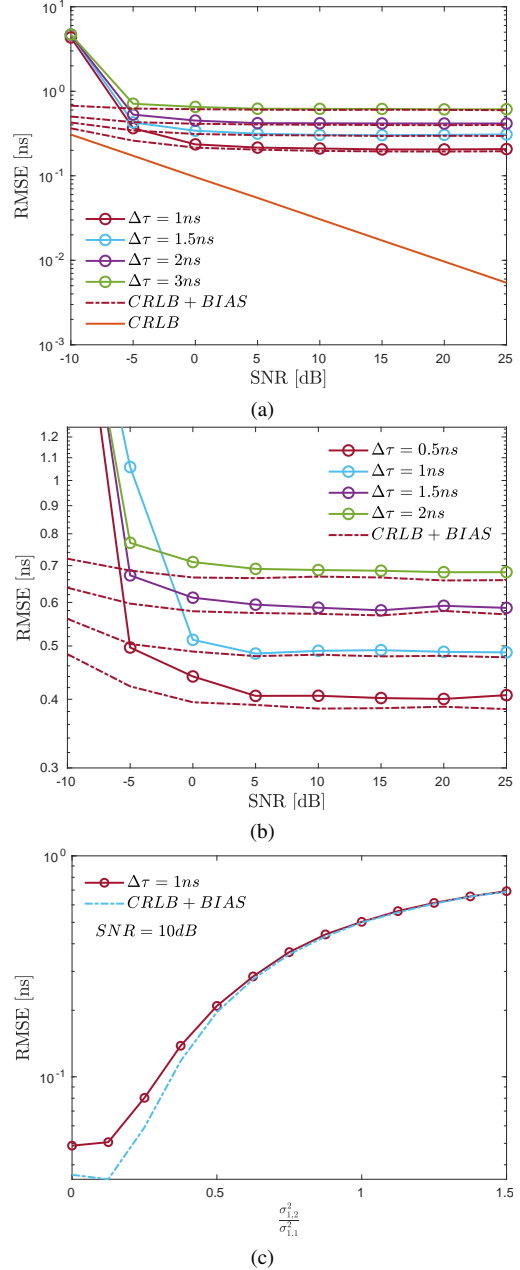 10^1
10^0
10^-1
10^-2
10^-3
RMSE [ns]
Δτ = 1ns
Δτ = 1.5ns
Δτ = 2ns
Δτ = 3ns
CRLB + BIAS
CRLB
-10 -5 0 5 10 15 20 25
SNR [dB]
(a)
1.2
1
0.9
0.8
0.7
0.6
0.5
0.4
0.3
RMSE [ns]
Δτ = 0.5ns
Δτ = 1ns
Δτ = 1.5ns
Δτ = 2ns
CRLB + BIAS
-10 -5 0 5 10 15 20 25
SNR [dB]
(b)
10^0
10^-1
RMSE [ns]
Δτ = 1ns
CRLB + BIAS
SNR = 10dB
0 0.5 1 1.5
σ²_{1,2}
σ²_{1,1}
(c)